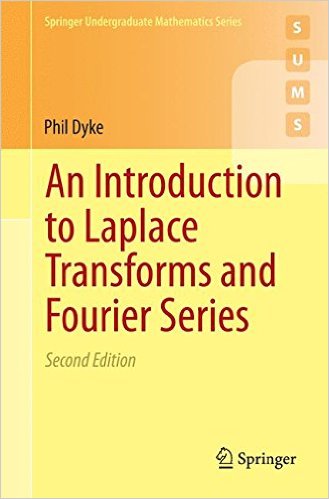 Springer Undergraduate Mathematics Series
S
U
M
S
Phil Dyke
An Introduction
to Laplace
Transforms and
Fourier Series
Second Edition
Springer